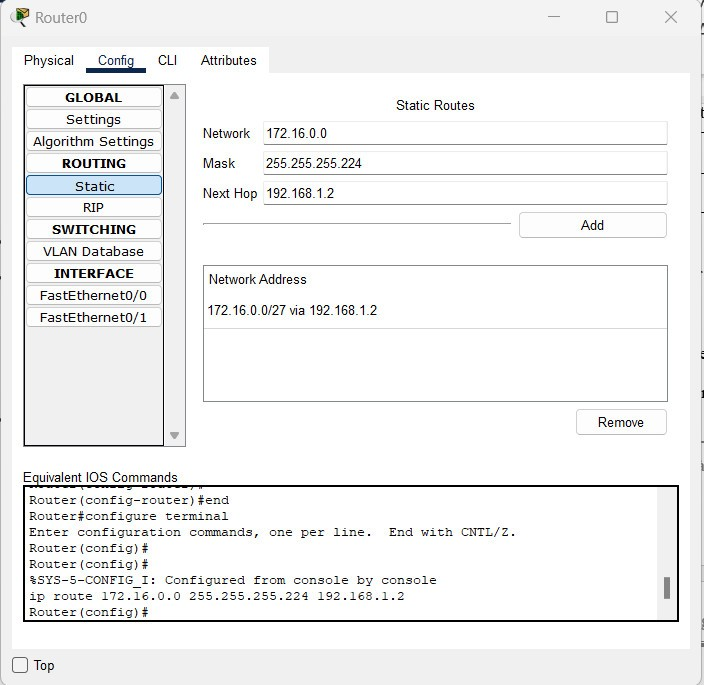 Router0
Physical Config CLI Attributes
GLOBAL
Settings
Algorithm Settings
ROUTING
Static
RIP
SWITCHING
VLAN Database
INTERFACE
FastEthernet0/0
FastEthernet0/1
Static Routes
Network 172.16.0.0
Mask 255.255.255.224
Next Hop 192.168.1.2
Add
Network Address
172.16.0.0/27 via 192.168.1.2
Remove
Equivalent IOS Commands
Router(config-router)#end
Router#configure terminal
Enter configuration commands, one per line.  End with CNTL/Z.
Router(config)#
Router(config)#
%SYS-5-CONFIG_I: Configured from console by console
ip route 172.16.0.0 255.255.255.224 192.168.1.2
Router(config)#
Top